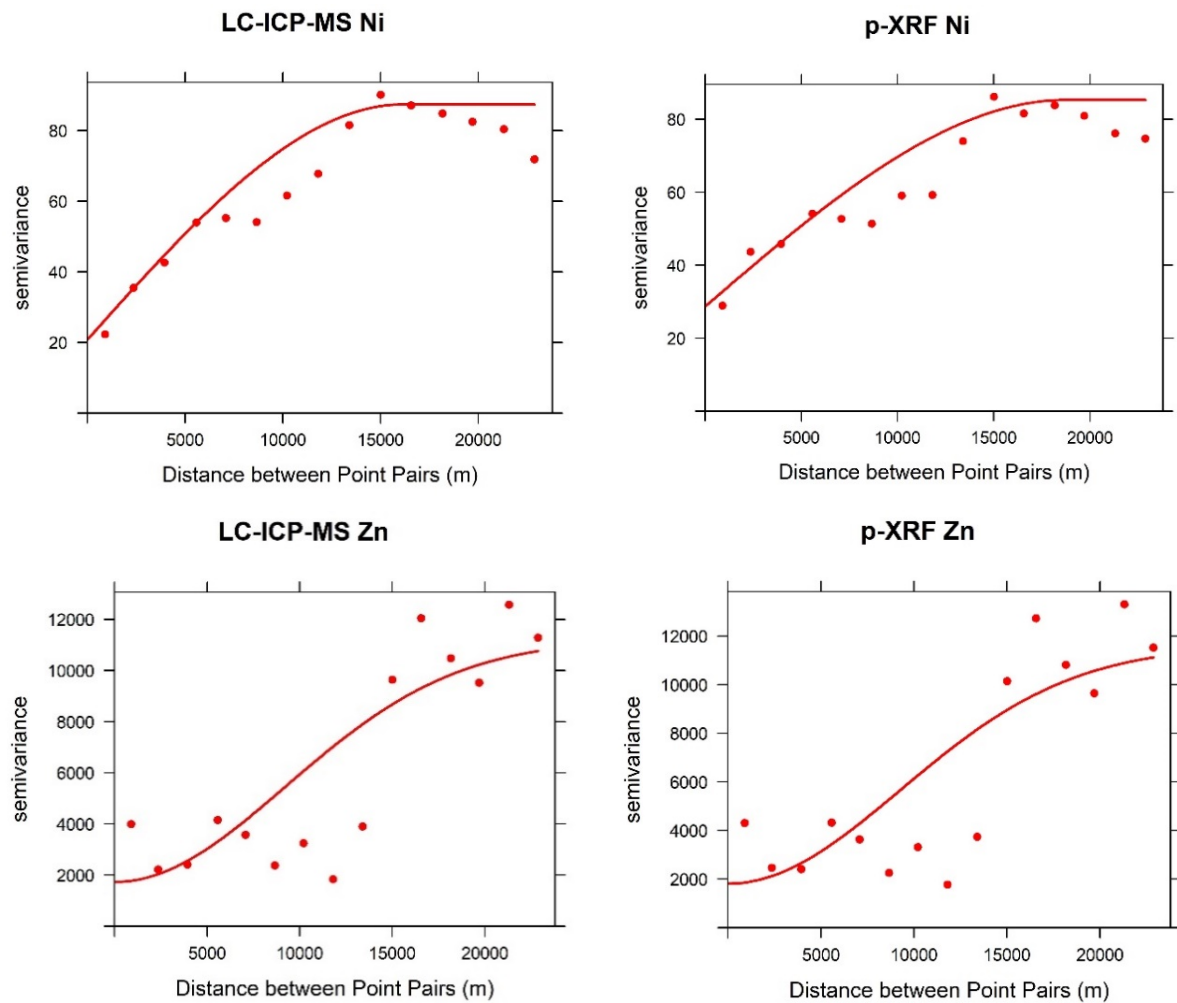 LC-ICP-MS Ni
semivariance
80
60
40
20
5000 10000 15000 20000
Distance between Point Pairs (m)
p-XRF Ni
semivariance
80
60
40
20
5000 10000 15000 20000
Distance between Point Pairs (m)
LC-ICP-MS Zn
semivariance
12000
10000
8000
6000
4000
2000
5000 10000 15000 20000
Distance between Point Pairs (m)
p-XRF Zn
semivariance
12000
10000
8000
6000
4000
2000
5000 10000 15000 20000
Distance between Point Pairs (m)